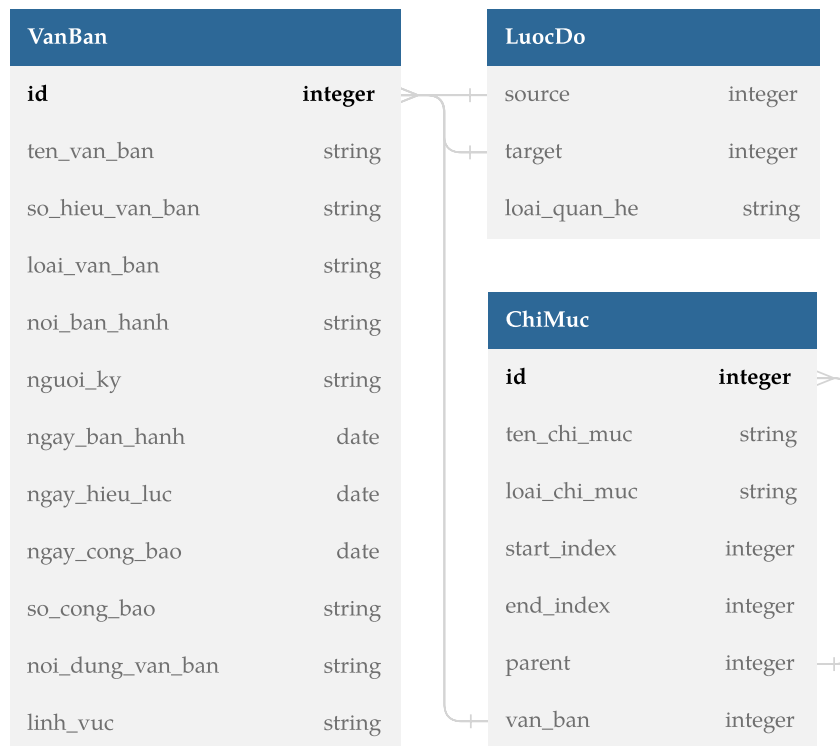 VanBan
id integer
ten_van_ban string
so_hieu_van_ban string
loai_van_ban string
noi_ban_hanh string
nguoi_ky string
ngay_ban_hanh date
ngay_hieu_luc date
ngay_cong_bao date
so_cong_bao string
noi_dung_van_ban string
linh_vuc string
LuocDo
source integer
target integer
loai_quan_he string
ChiMuc
id integer
ten_chi_muc string
loai_chi_muc string
start_index integer
end_index integer
parent integer
van_ban integer